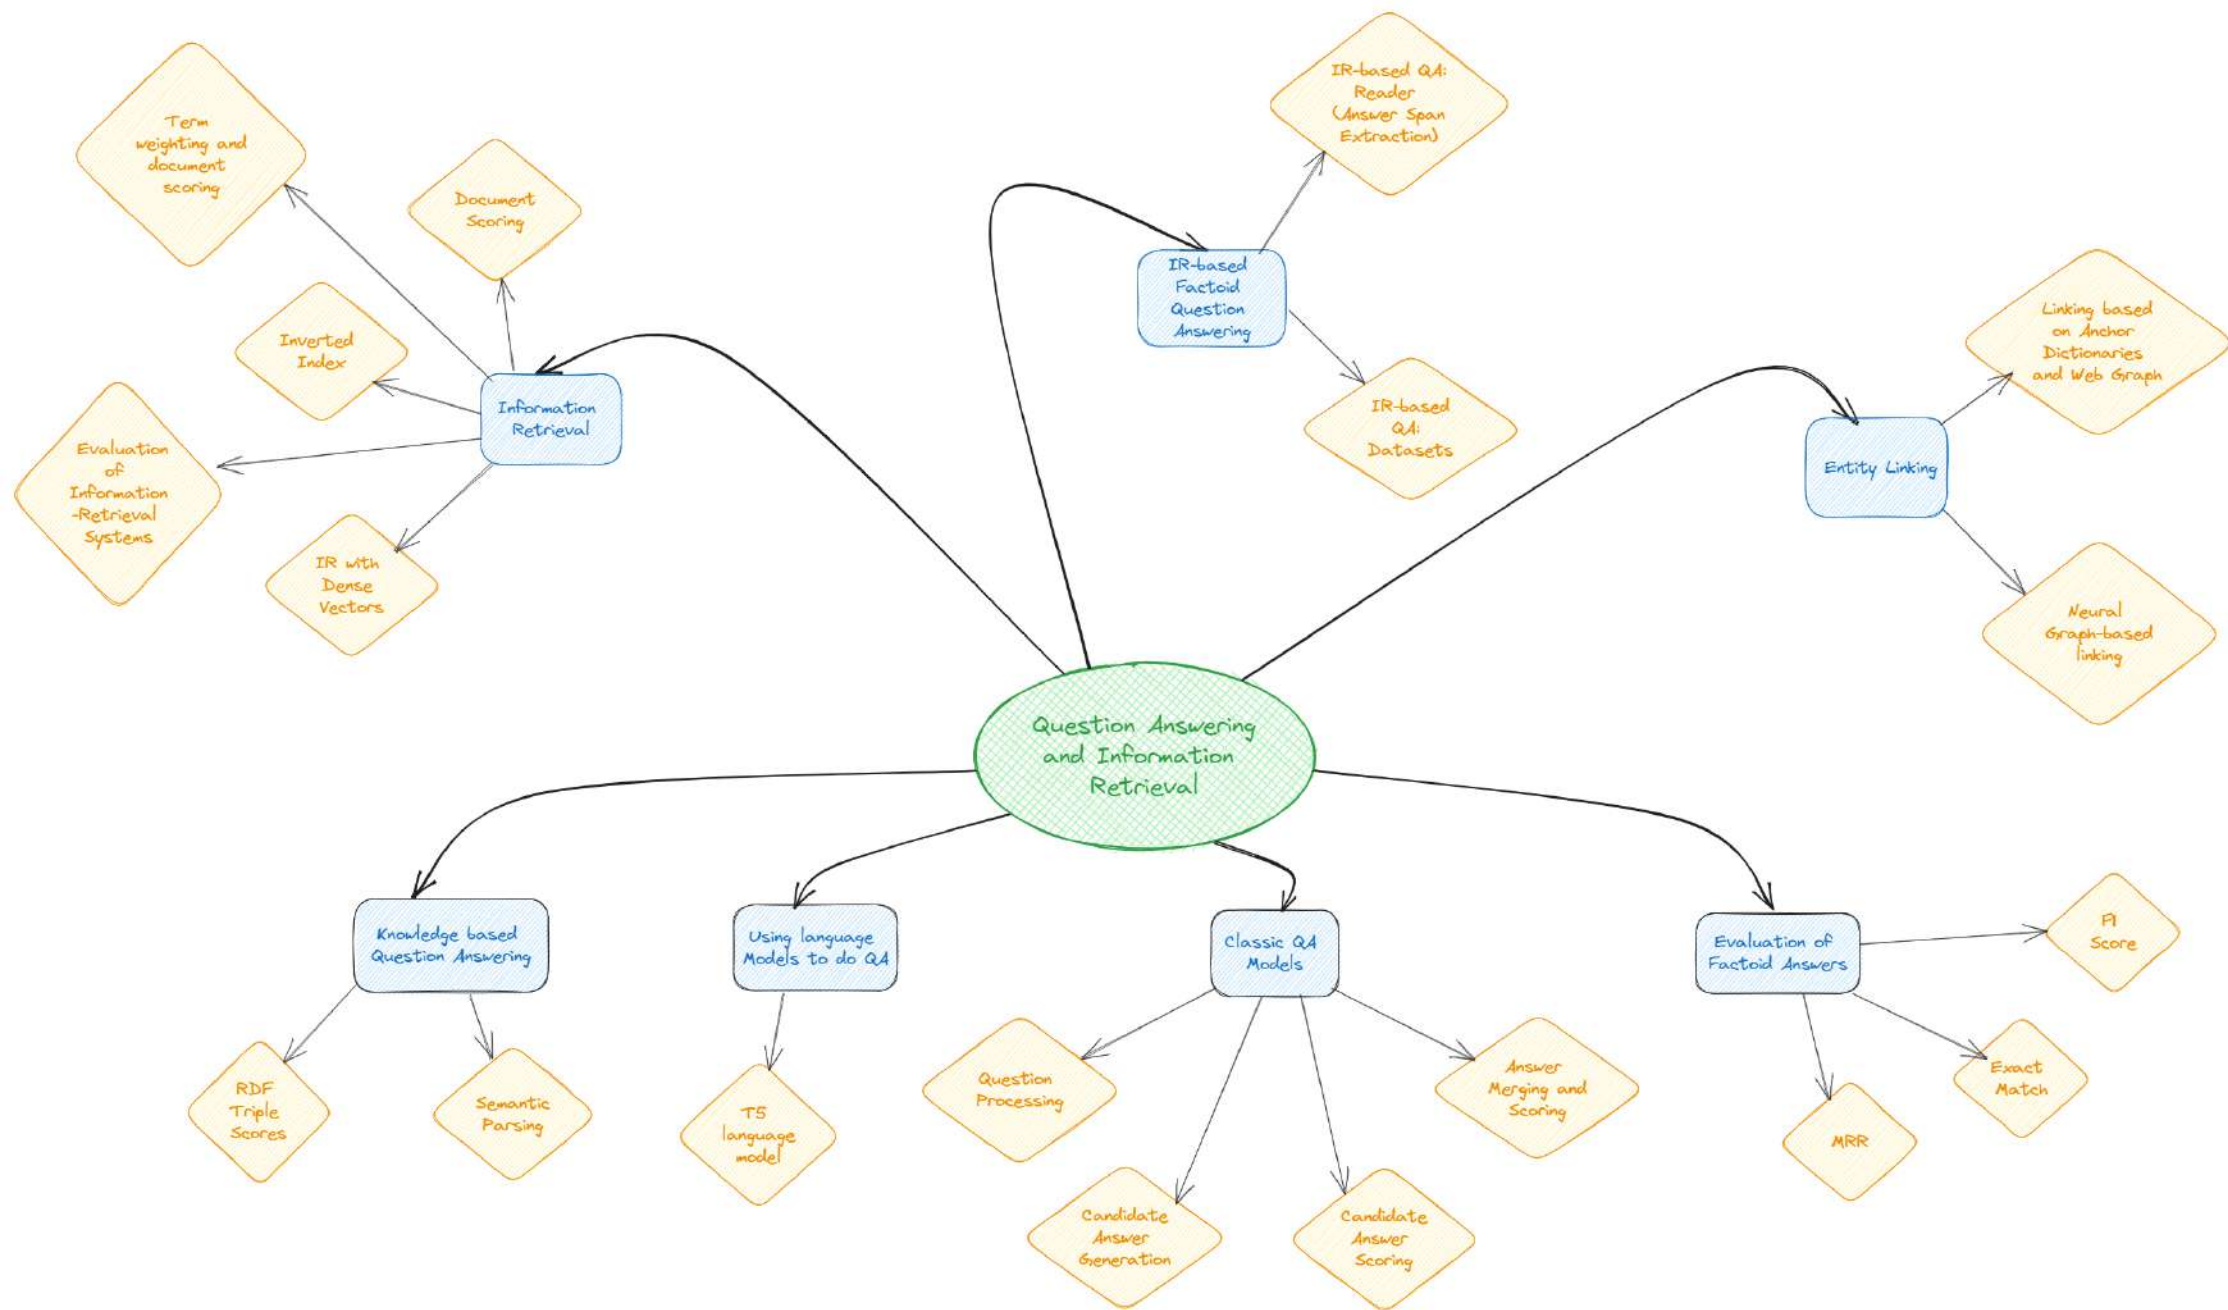 Term
weighting and
document
scoring
Document
Scoring
Inverted
Index
Evaluation
of
Information
-Retrieval
Systems
IR with
Dense
Vectors
Information
Retrieval
IR-based QA:
Reader
(Answer Span
Extraction)
IR-based
Factoid
Question
Answering
IR-based
QA:
Datasets
Linking based
on Anchor
Dictionaries
and Web Graph
Entity Linking
Neural
Graph-based
linking
Question Answering
and Information
Retrieval
Knowledge based
Question Answering
RDF
Triple
Scores
Semantic
Parsing
Using language
Models to do QA
T5
language
model
Classic QA
Models
Question
Processing
Candidate
Answer
Generation
Candidate
Answer
Scoring
Answer
Merging and
Scoring
Evaluation of
Factoid Answers
F1
Score
Exact
Match
MRR